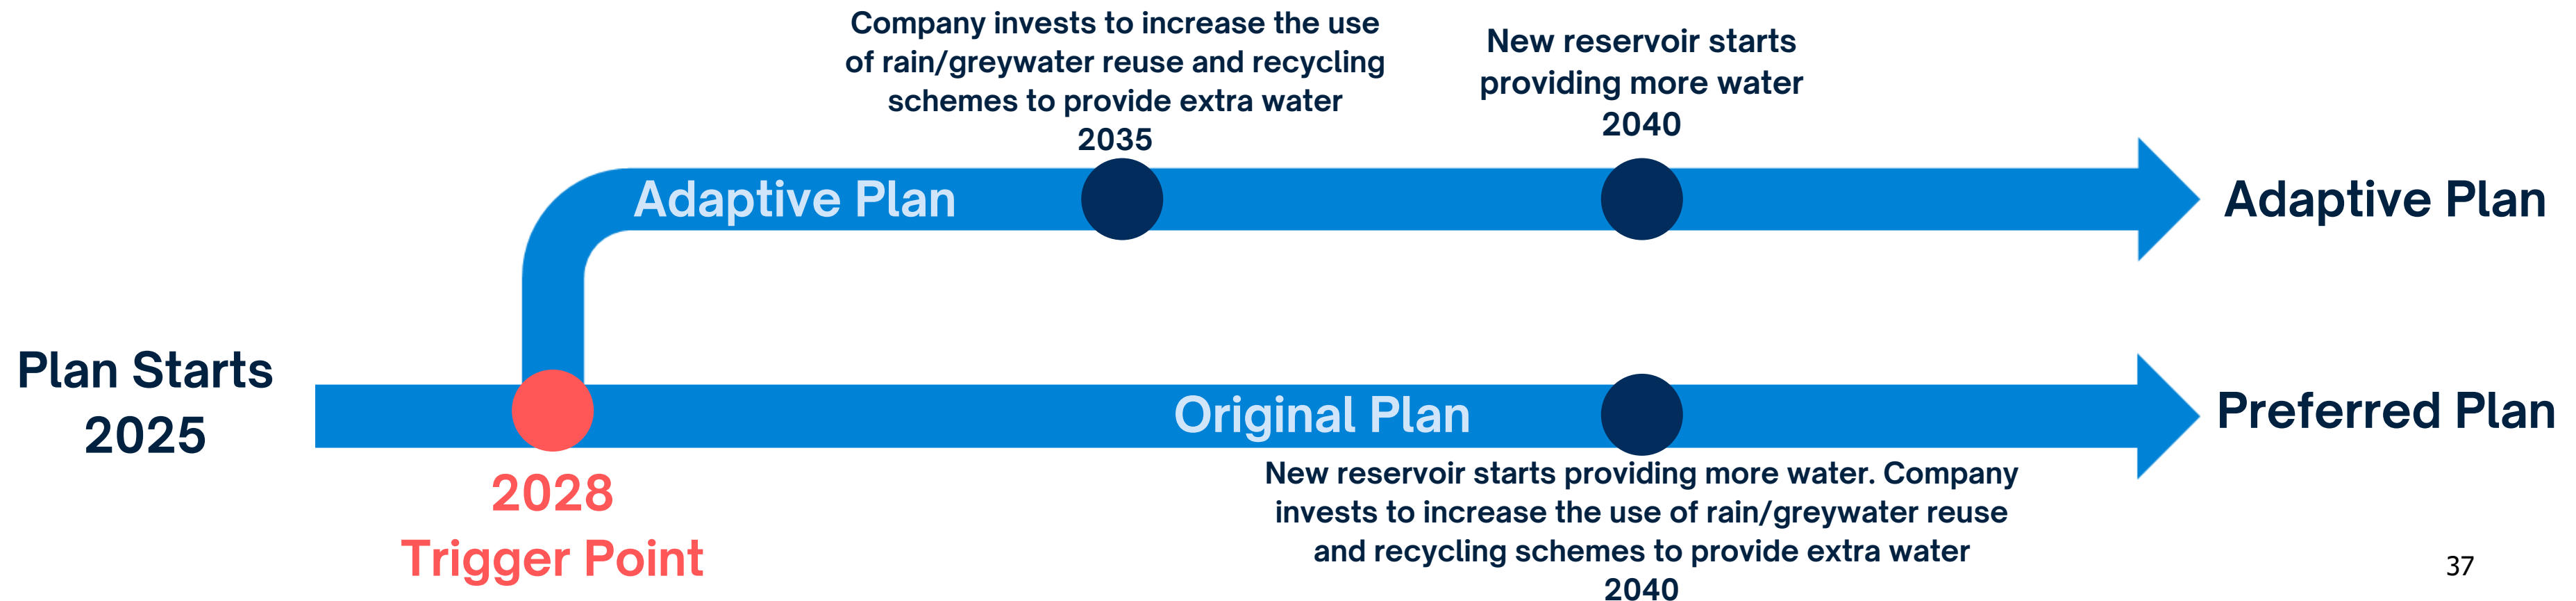 Company invests to increase the use
of rain/greywater reuse and recycling
schemes to provide extra water
2035
New reservoir starts
providing more water
2040
Adaptive Plan
Adaptive Plan
Plan Starts
2025
Original Plan
Preferred Plan
2028
Trigger Point
New reservoir starts providing more water. Company
invests to increase the use of rain/greywater reuse
and recycling schemes to provide extra water
2040
37